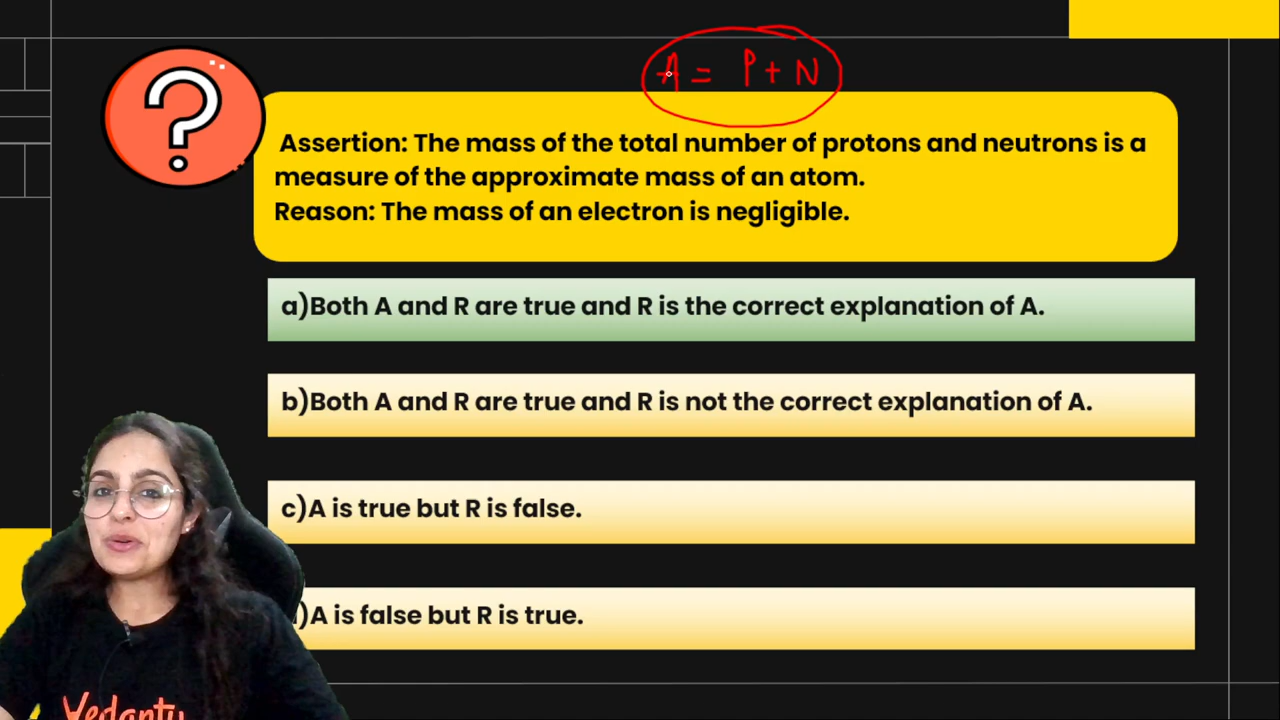 A = P + N
?
Assertion: The mass of the total number of protons and neutrons is a
measure of the approximate mass of an atom.
Reason: The mass of an electron is negligible.
a)Both A and R are true and R is the correct explanation of A.
b)Both A and R are true and R is not the correct explanation of A.
c)A is true but R is false.
)A is false but R is true.
Vedantu